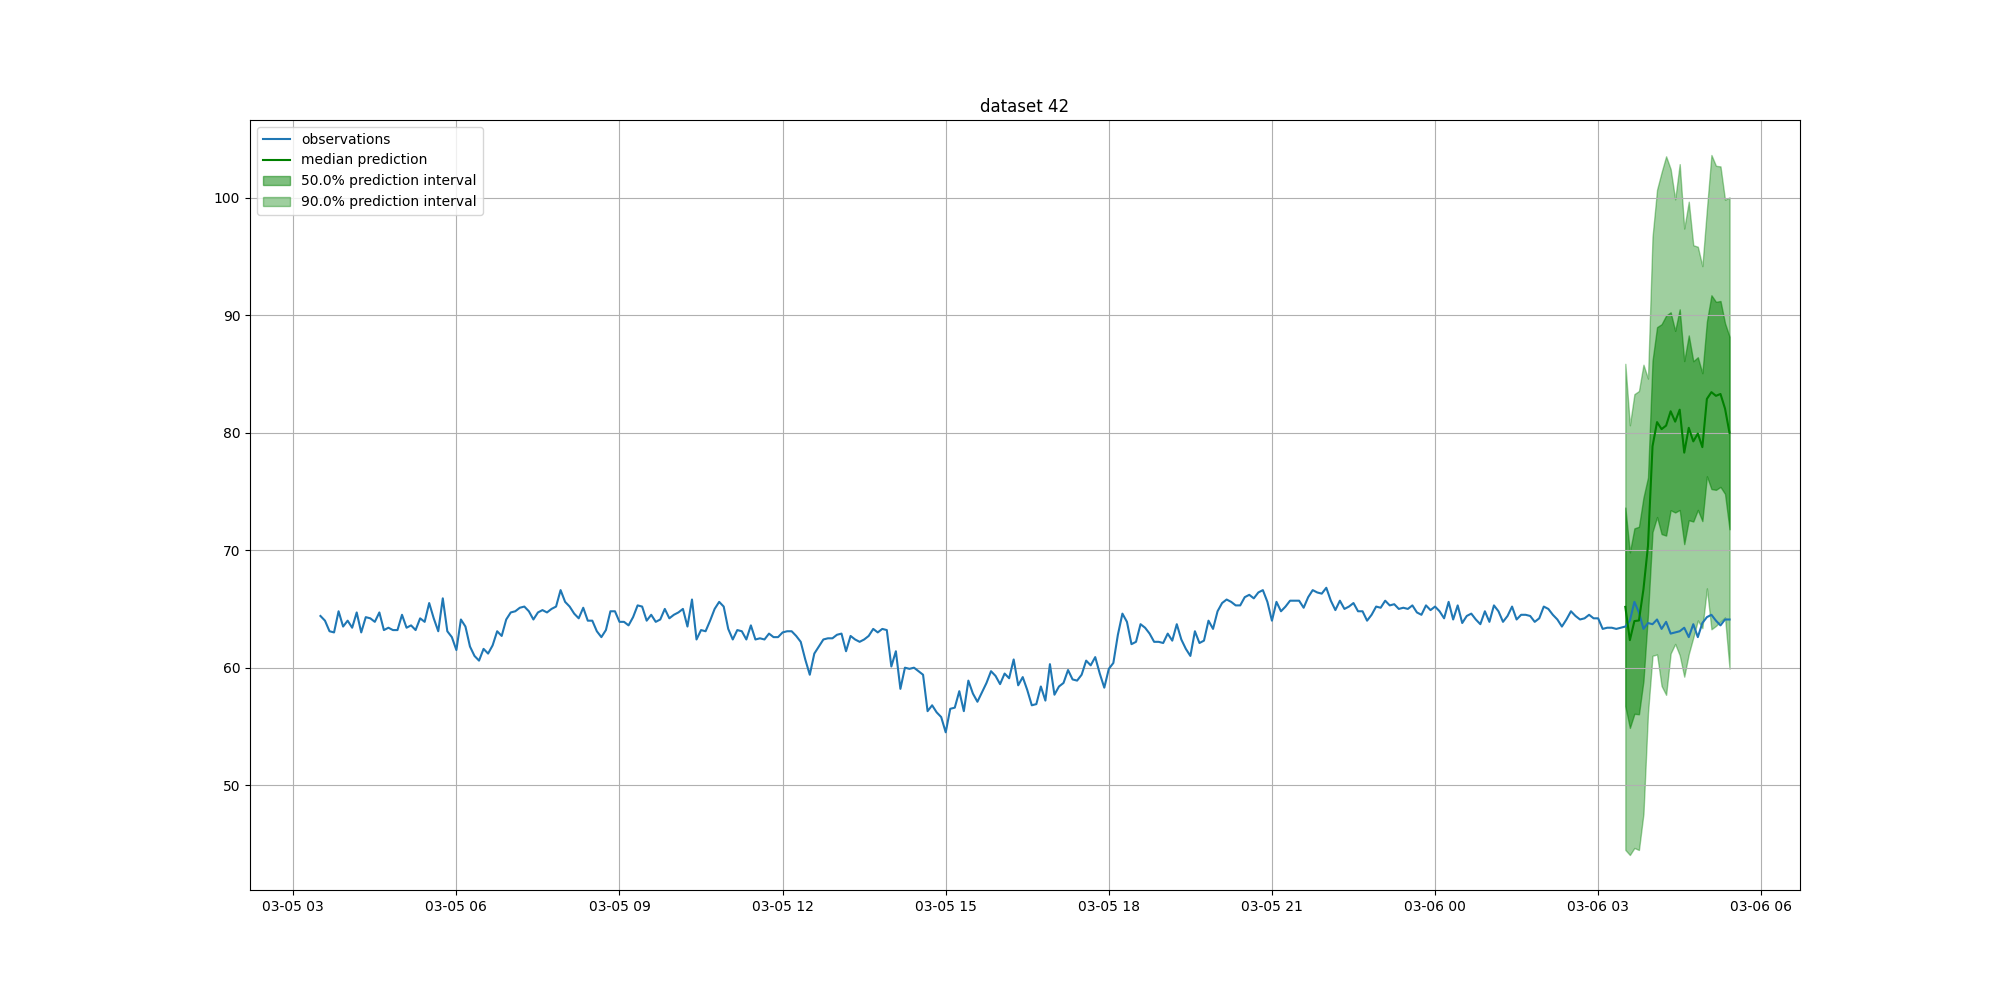 dataset 42
observations
median prediction
50.0% prediction interval
90.0% prediction interval
100
90
80
70
60
50
03-05 03 03-05 06 03-05 09 03-05 12 03-05 15 03-05 18 03-05 21 03-06 00 03-06 03 03-06 06